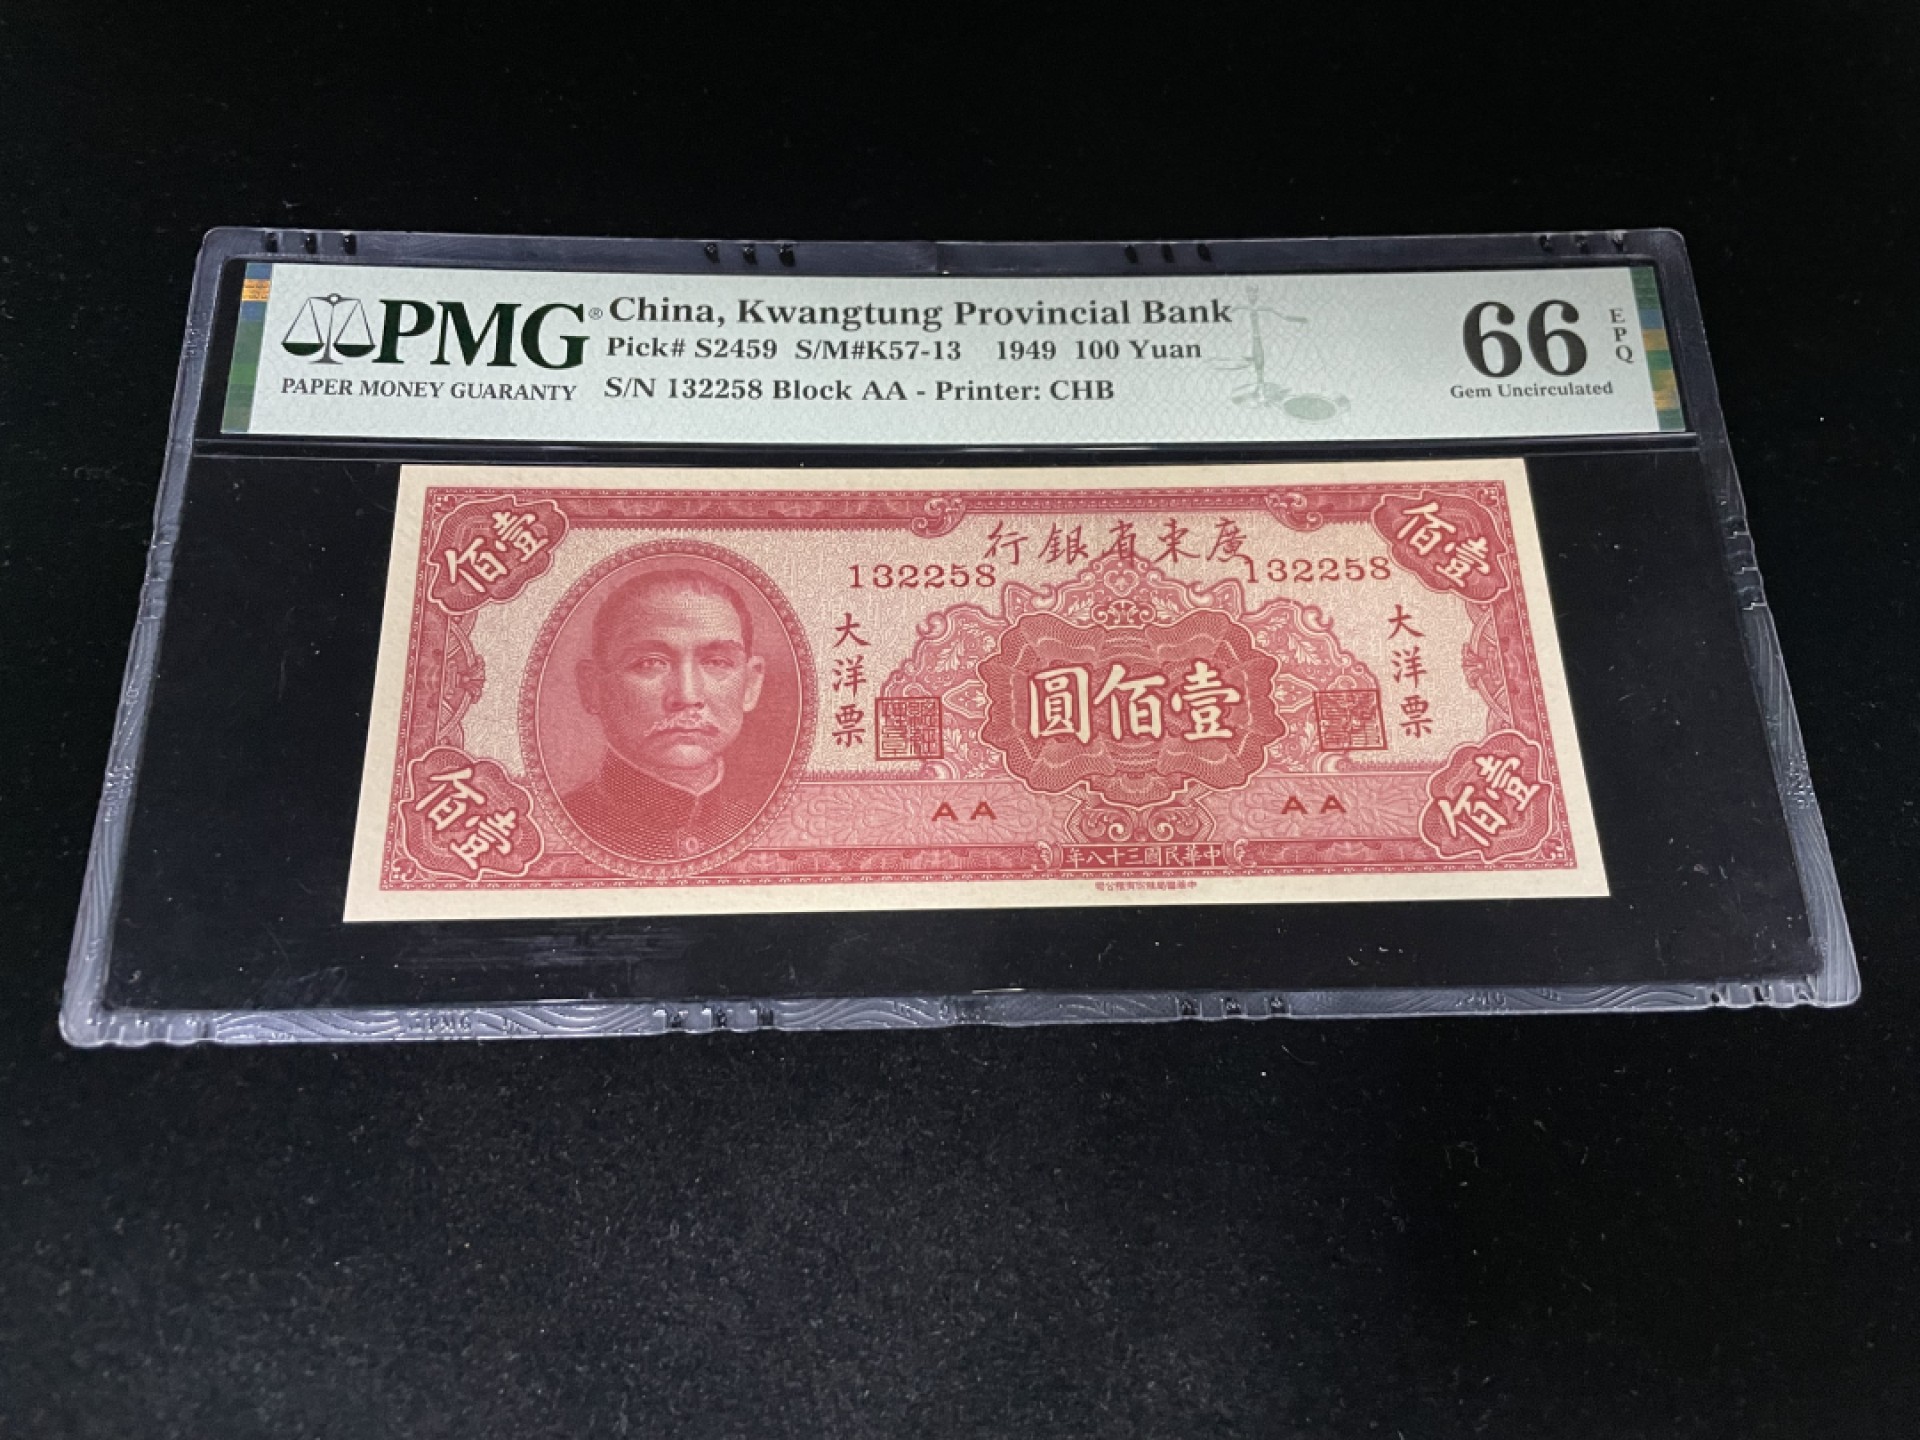 PMG® China, Kwangtung Provincial Bank
Pick# S2459 S/M#K57-13 1949 100 Yuan
PAPER MONEY GUARANTY
S/N 132258 Block AA - Printer: CHB
66 EPQ
Gem Uncirculated
廣東省銀行
132258 132258
壹佰 壹佰
大洋票 大洋票
壹佰圓
AA AA
壹佰 壹佰
中華民國三十八年
PMG
PMG